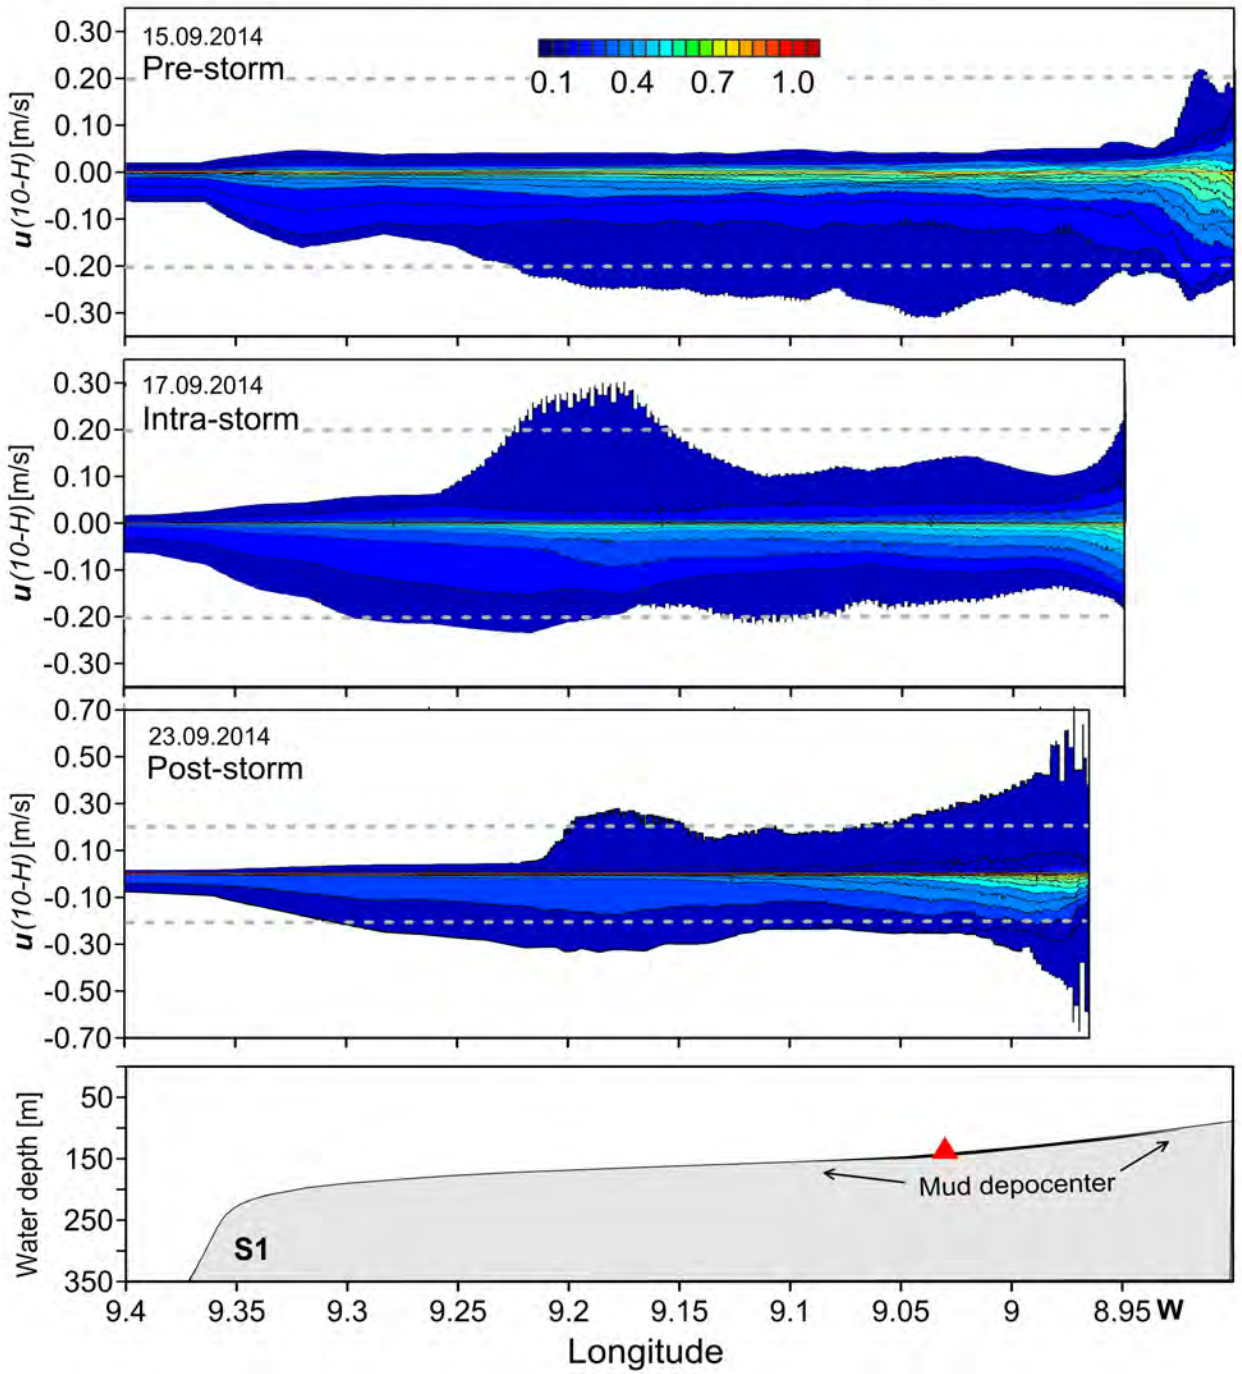 15.09.2014
Pre-storm
0.1 0.4 0.7 1.0
0.30
0.20
0.10
0.00
-0.10
-0.20
-0.30
u(10-H) [m/s]
17.09.2014
Intra-storm
0.30
0.20
0.10
0.00
-0.10
-0.20
-0.30
u(10-H) [m/s]
23.09.2014
Post-storm
0.70
0.50
0.30
0.10
-0.10
-0.30
-0.50
-0.70
u(10-H) [m/s]
50
150
250
350
Water depth [m]
Mud depocenter
S1
9.4 9.35 9.3 9.25 9.2 9.15 9.1 9.05 9 8.95 W
Longitude